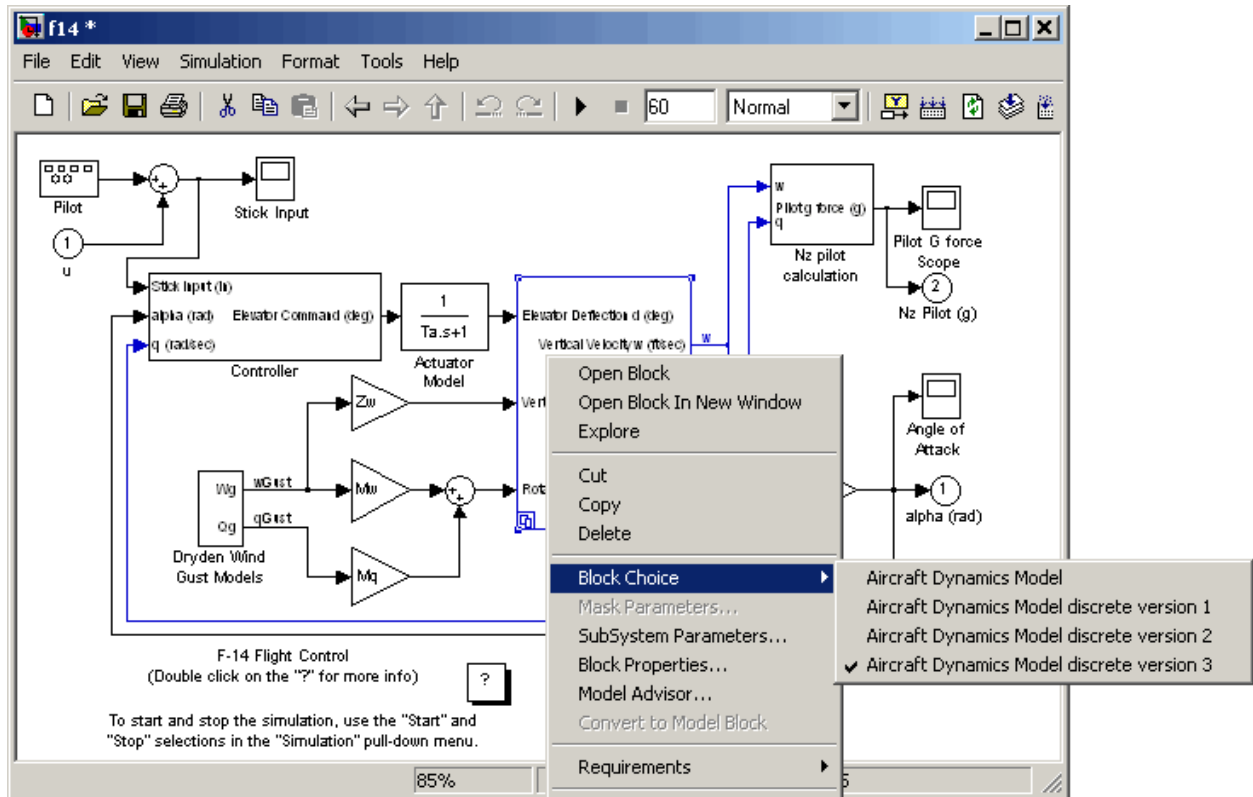 f14 *
File Edit View Simulation Format Tools Help
60 Normal
Pilot
Stick Input
1
u
w
Pilot g force (g)
q
Nz pilot
calculation
Pilot G force
Scope
2
Nz Pilot (g)
Stick Input (in)
alpha (rad) Elevator Command (deg)
q (rad/sec)
Controller
1
Ta.s+1
Actuator
Model
Elevator Deflection d (deg)
Vertical Velocity w (ft/sec)
w
Zw
Vert
Angle of
Attack
Wg wGust
Mw
Rota
1
alpha (rad)
Qg qGust
Dryden Wind
Gust Models
Mq
Open Block
Open Block In New Window
Explore
Cut
Copy
Delete
Block Choice
Mask Parameters...
SubSystem Parameters...
Block Properties...
Model Advisor...
Convert to Model Block
Requirements
Aircraft Dynamics Model
Aircraft Dynamics Model discrete version 1
Aircraft Dynamics Model discrete version 2
Aircraft Dynamics Model discrete version 3
F-14 Flight Control
(Double click on the "?" for more info)
?
To start and stop the simulation, use the "Start" and
"Stop" selections in the "Simulation" pull-down menu.
85%
5